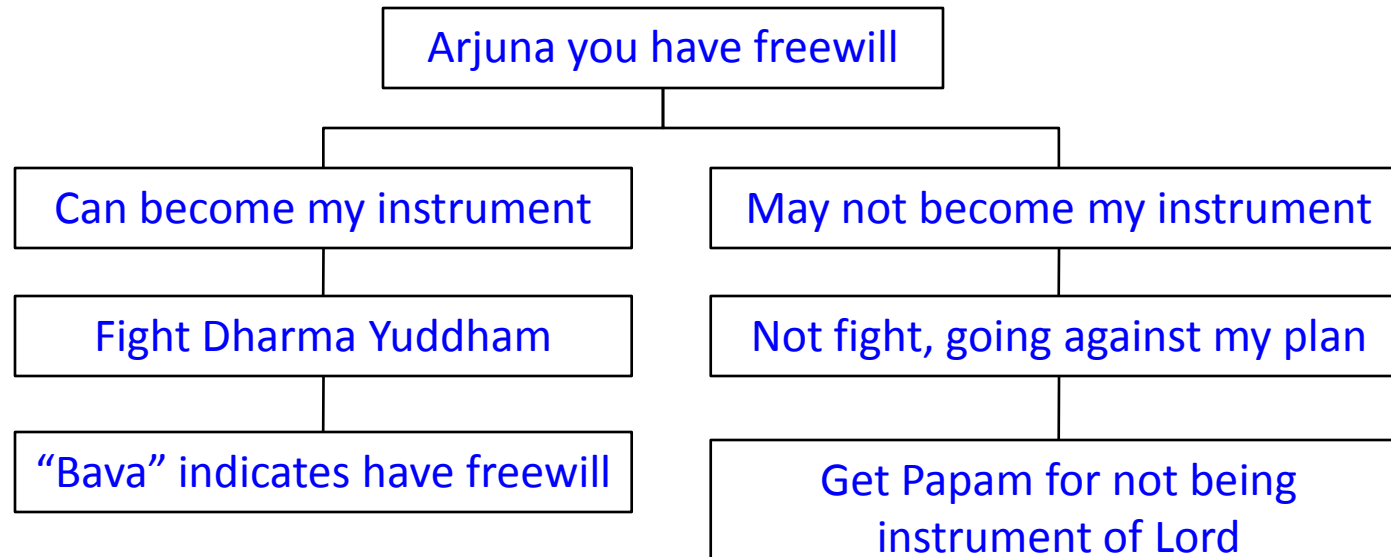 Arjuna you have freewill
Can become my instrument
May not become my instrument
Fight Dharma Yuddham
Not fight, going against my plan
“Bava” indicates have freewill
Get Papam for not being
instrument of Lord